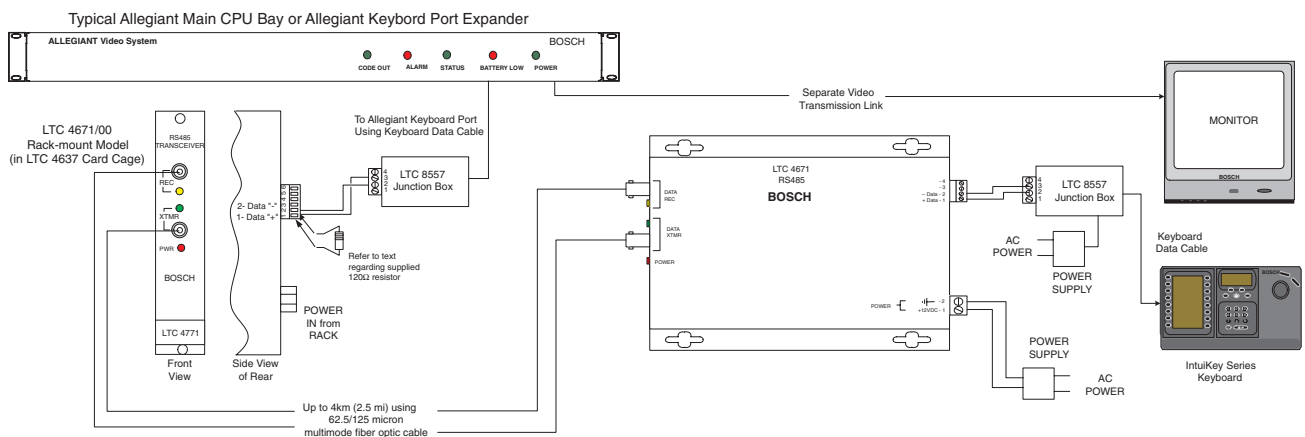 Typical Allegiant Main CPU Bay or Allegiant Keybord Port Expander
ALLEGIANT Video System
BOSCH
CODE OUT
ALARM
STATUS
BATTERY LOW
POWER
Separate Video
Transmission Link
MONITOR
BOSCH
LTC 4671/00
Rack-mount Model
(in LTC 4637 Card Cage)
RS485
TRANSCEIVER
REC
XTMR
PWR
BOSCH
LTC 4771
Front
View
Side View
of Rear
2- Data "-"
1- Data "+"
1 2 3 4 5 6
To Allegiant Keyboard Port
Using Keyboard Data Cable
4
3
2
1
LTC 8557
Junction Box
Refer to text
regarding supplied
120Ω resistor
POWER
IN from
RACK
Up to 4km (2.5 mi) using
62.5/125 micron
multimode fiber optic cable
LTC 4671
RS485
BOSCH
DATA
REC
DATA
XTMR
POWER
- 4
- 3
– Data - 2
+ Data - 1
POWER
- 2
+12VDC - 1
4
3
2
1
LTC 8557
Junction Box
AC
POWER
POWER
SUPPLY
Keyboard
Data Cable
BOSCH
IntuiKey Series
Keyboard
POWER
SUPPLY
AC
POWER